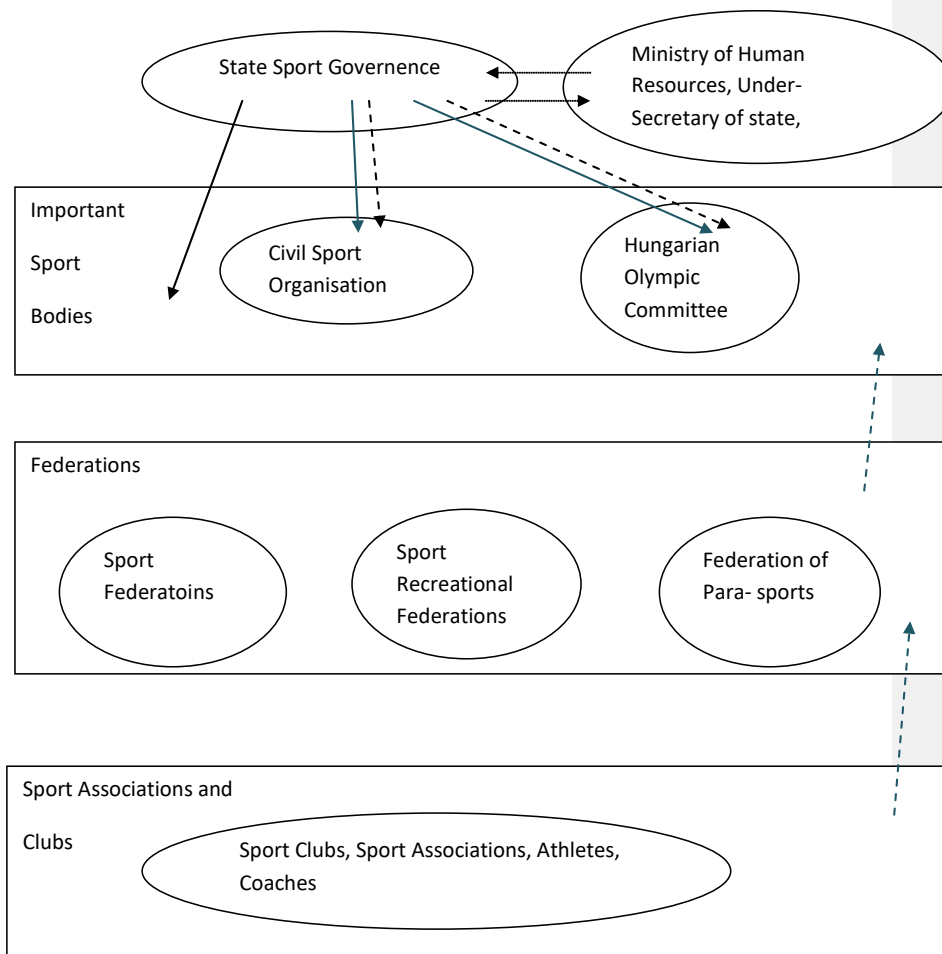 State Sport Governence
Ministry of Human
Resources, Under-
Secretary of state,
Important
Sport
Bodies
Civil Sport
Organisation
Hungarian
Olympic
Committee
Federations
Sport
Federatoins
Sport
Recreational
Federations
Federation of
Para- sports
Sport Associations and
Clubs
Sport Clubs, Sport Associations, Athletes,
Coaches